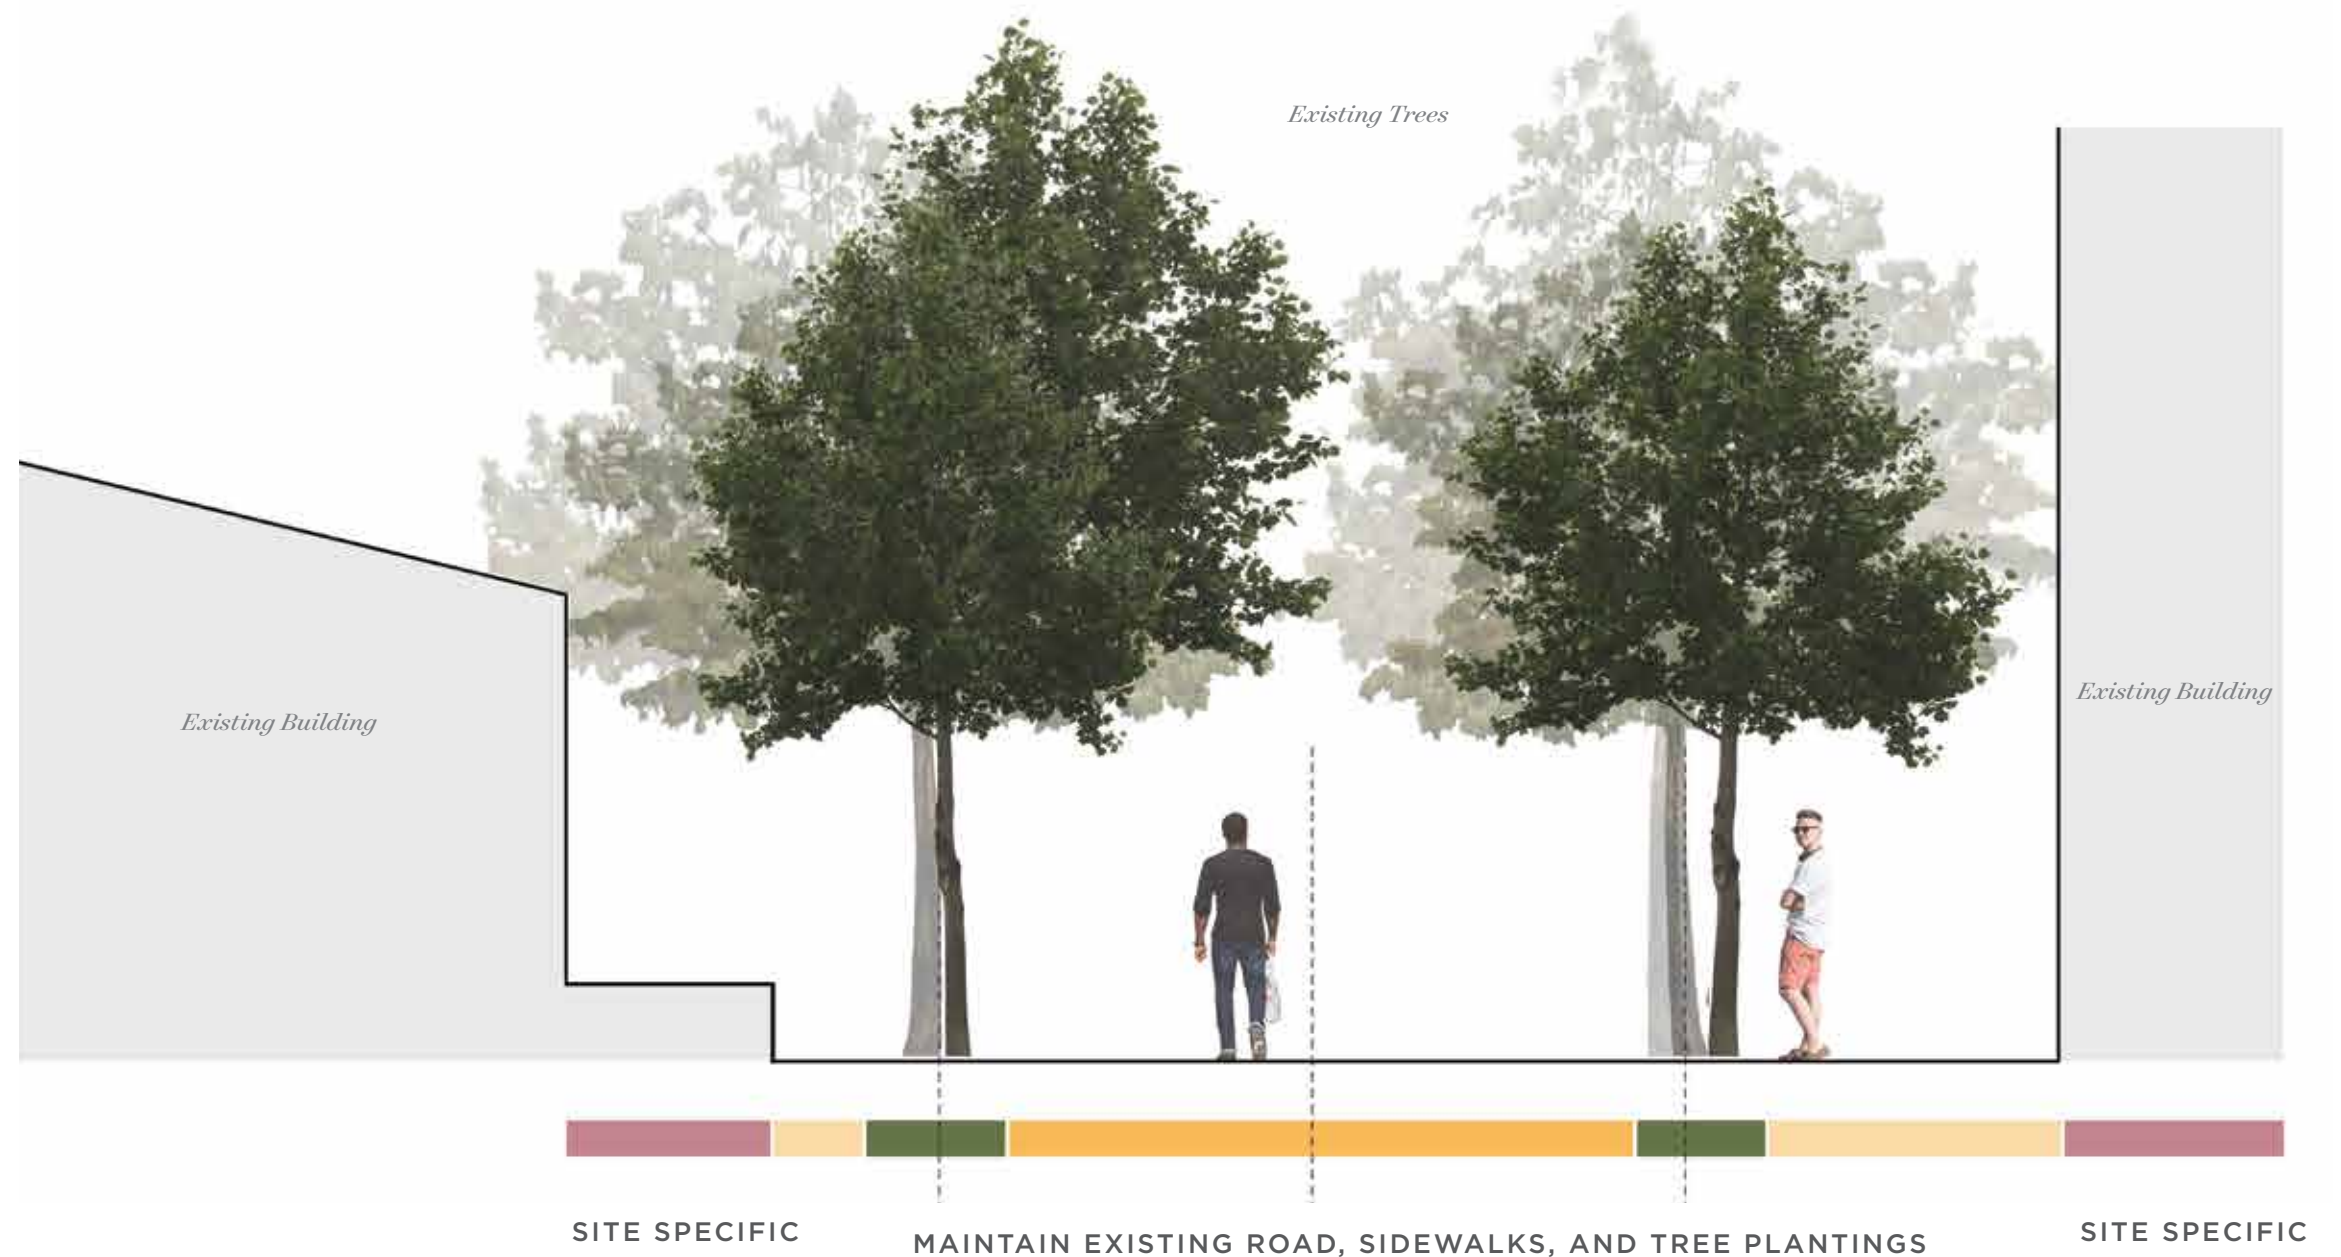 Existing Trees
Existing Building
Existing Building
SITE SPECIFIC
MAINTAIN EXISTING ROAD, SIDEWALKS, AND TREE PLANTINGS
SITE SPECIFIC